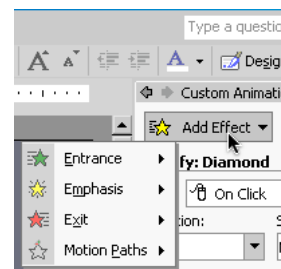 Type a questio
A A A Desig
Custom Animati
Add Effect
Entrance
fy: Diamond
Emphasis
On Click
Exit
tion: S
Motion Paths